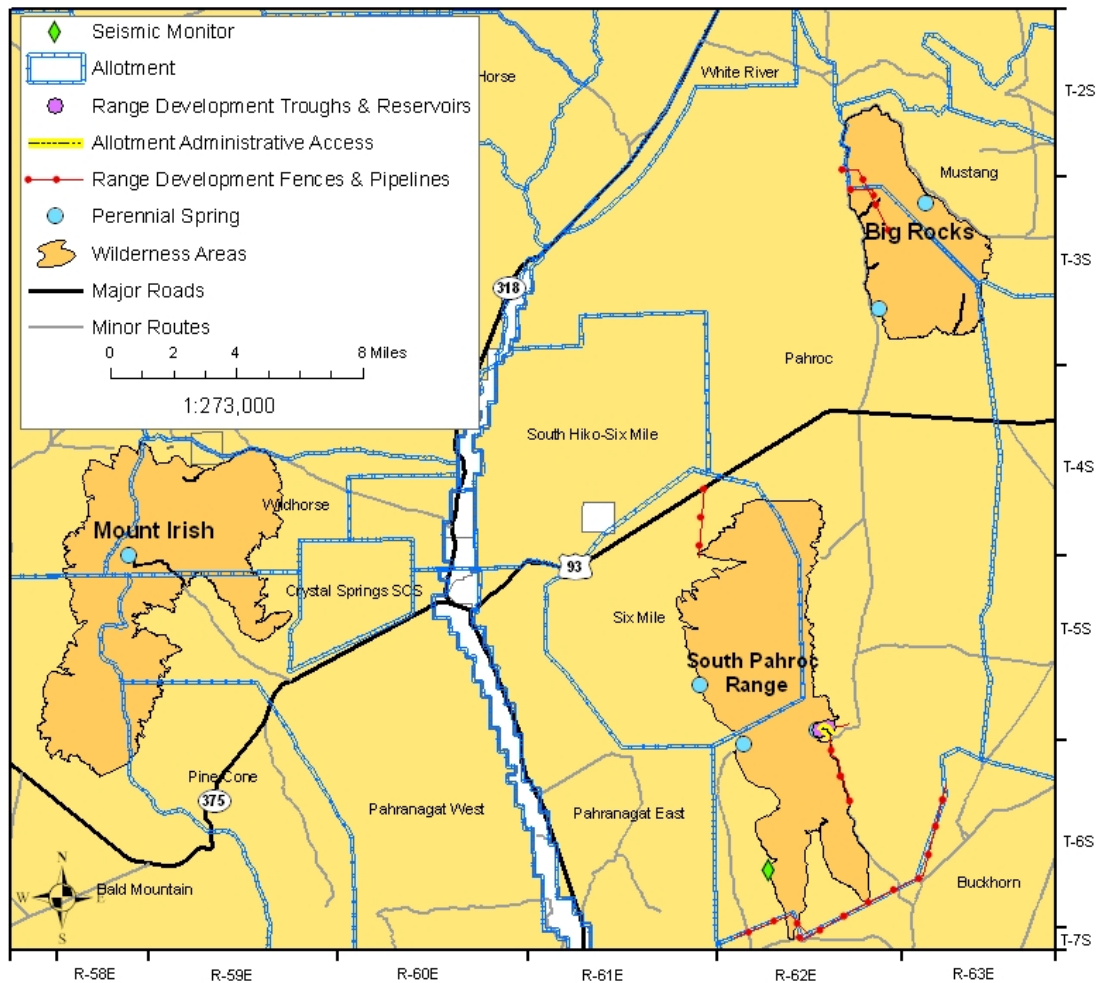 Seismic Monitor
Allotment
Range Development Troughs & Reservoirs
Allotment Administrative Access
Range Development Fences & Pipelines
Perennial Spring
Wilderness Areas
Major Roads
Minor Routes
0 2 4 8 Miles
1:273,000
Horse
White River
T-2S
Mustang
Big Rocks
T-3S
318
Pahroc
South Hiko-Six Mile
T-4S
Wildhorse
Mount Irish
93
Crystal Springs SCS
Six Mile
T-5S
South Pahroc
Range
Pine Cone
375
Pahranagat West
Pahranagat East
T-6S
N
W E
S
Bald Mountain
Buckhorn
T-7S
R-58E R-59E R-60E R-61E R-62E R-63E